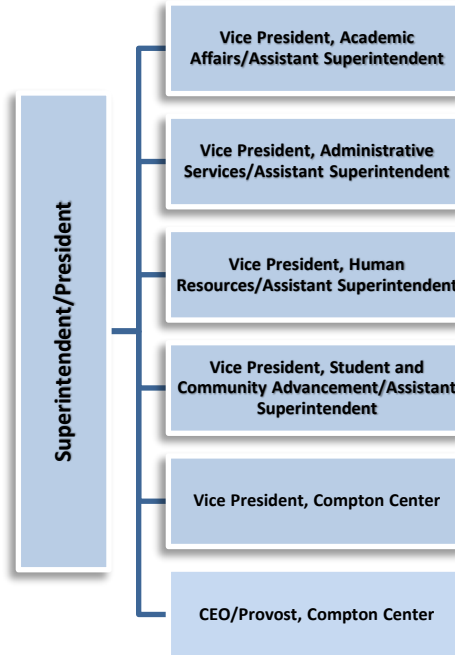 Superintendent/President
Vice President, Academic
Affairs/Assistant Superintendent
Vice President, Administrative
Services/Assistant Superintendent
Vice President, Human
Resources/Assistant Superintendent
Vice President, Student and
Community Advancement/Assistant
Superintendent
Vice President, Compton Center
CEO/Provost, Compton Center